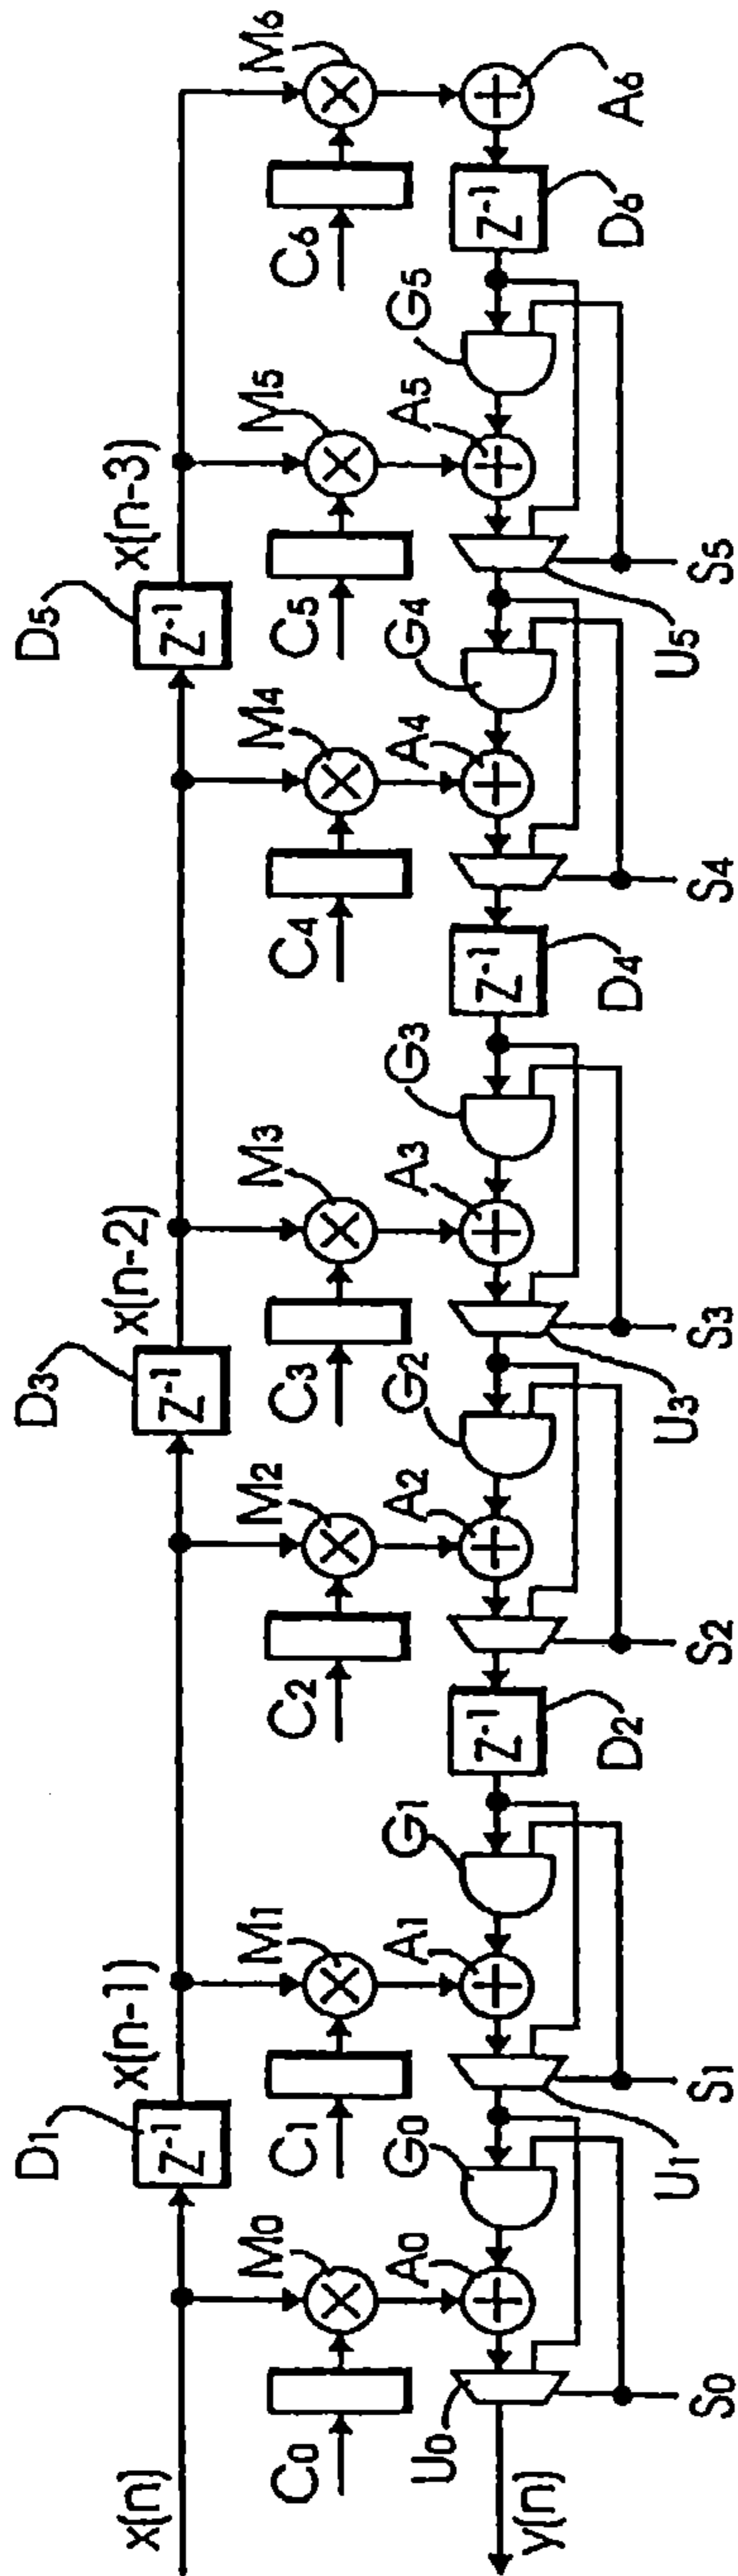 x(n)
D1
x(n-1)
D3
x(n-2)
D5
x(n-3)
Z-1
Z-1
Z-1
C0
M0
C1
M1
C2
M2
C3
M3
C4
M4
C5
M5
C6
M6
U0
A0
G0
A1
G1
A2
G2
A3
G3
A4
G4
A5
G5
y(n)
Z-1
Z-1
Z-1
S0
U1
S1
D2
S2
U3
S3
D4
S4
U5
S5
D6
A6